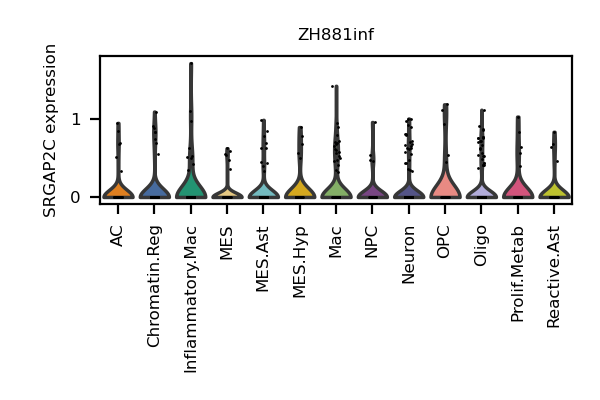 ZH881inf
SRGAP2C expression
1
0
AC
Chromatin.Reg
Inflammatory.Mac
MES
MES.Ast
MES.Hyp
Mac
NPC
Neuron
OPC
Oligo
Prolif.Metab
Reactive.Ast